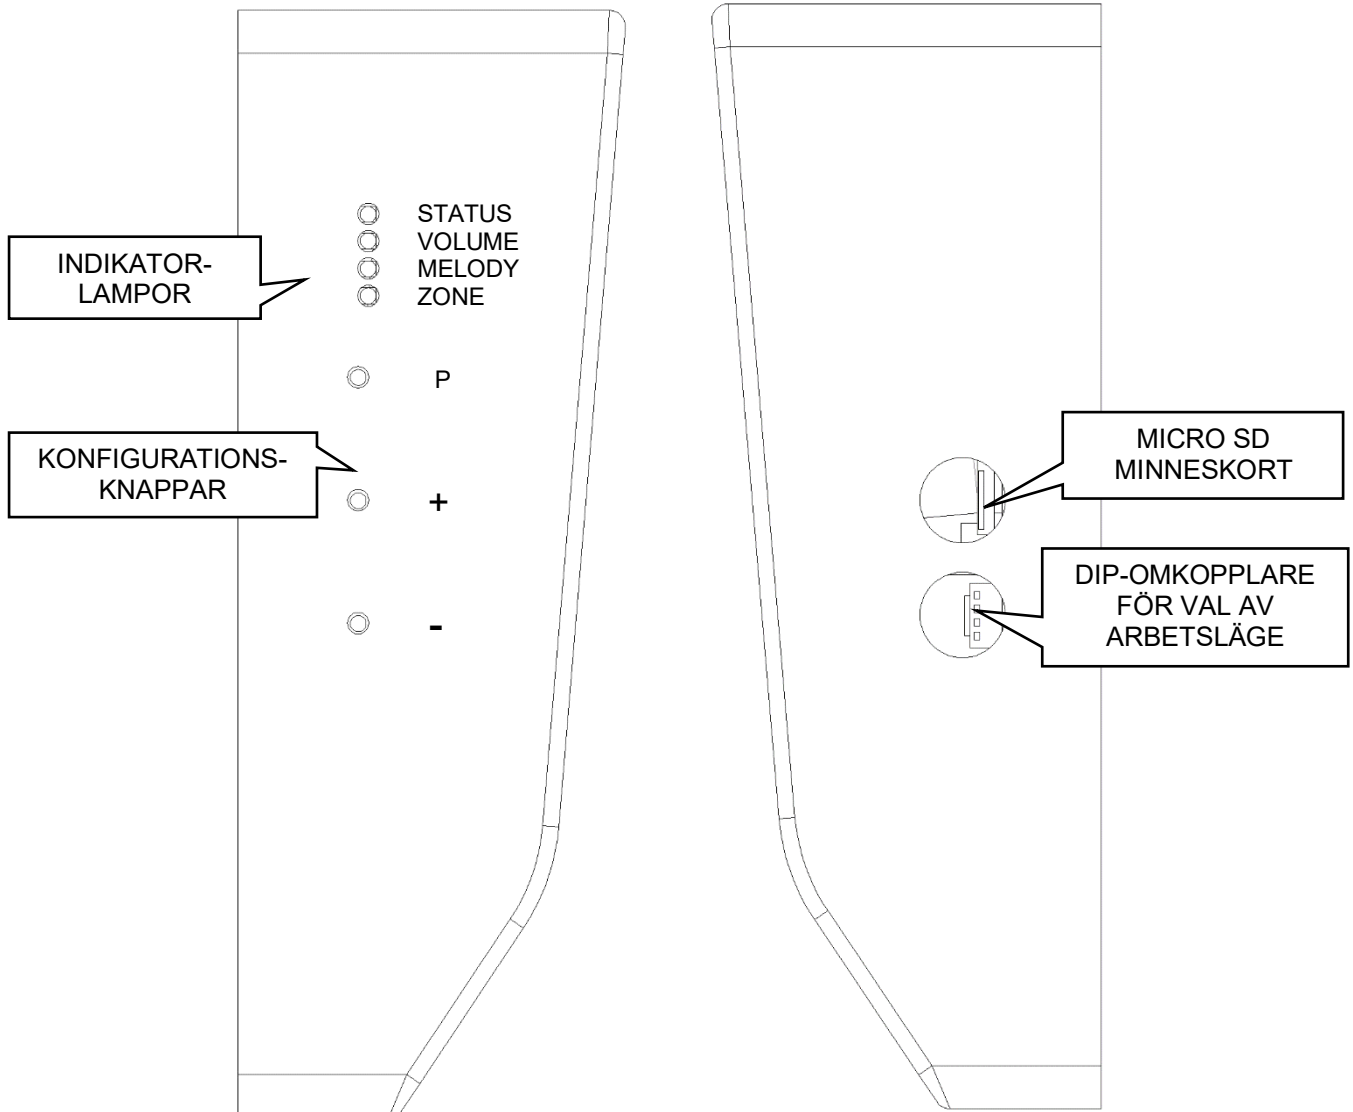 STATUS
VOLUME
MELODY
ZONE
INDIKATOR-
LAMPOR
P
KONFIGURATIONS-
KNAPPAR
+
-
MICRO SD
MINNESKORT
DIP-OMKOPPLARE
FÖR VAL AV
ARBETSLÄGE